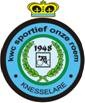 kwc sportief onze roem
1948
KNESSELARE